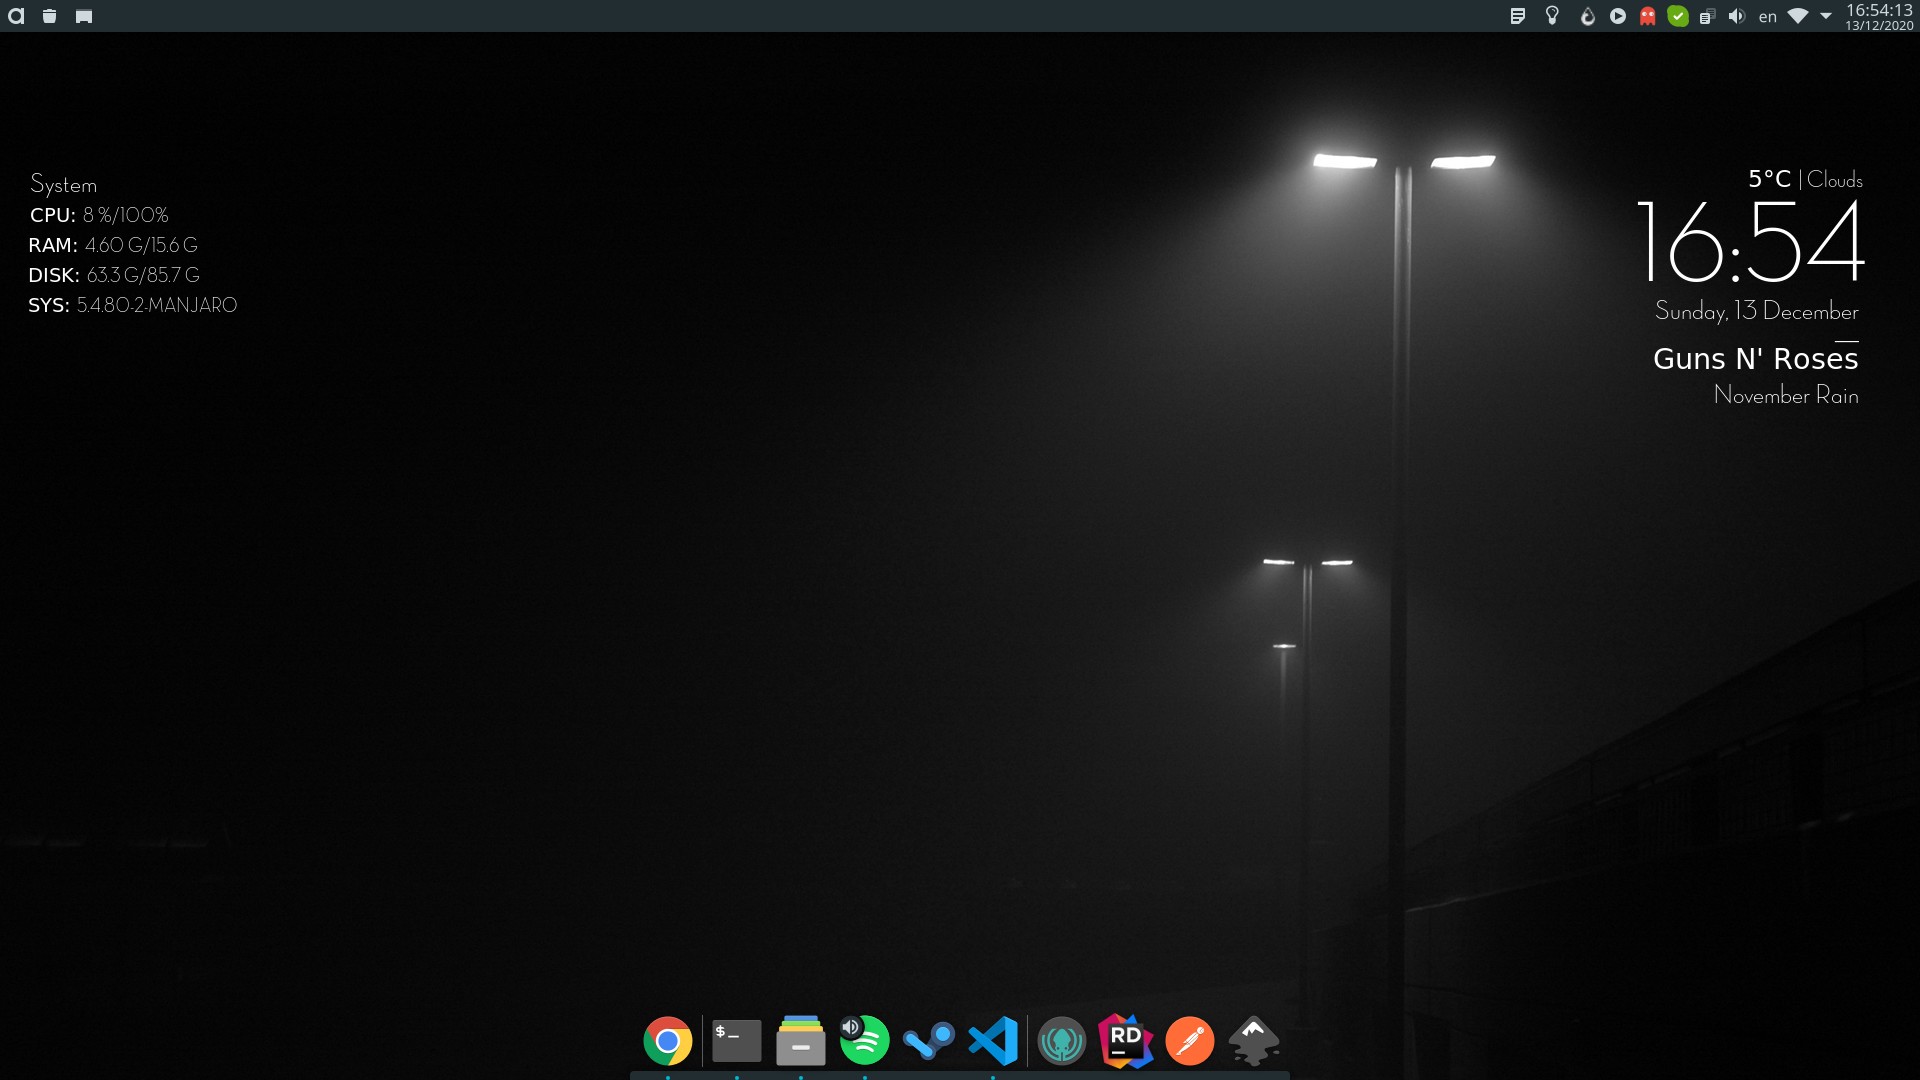 en
16:54:13
13/12/2020
System
CPU: 8 %/100%
RAM: 4.60 G/15.6 G
DISK: 63.3 G/85.7 G
SYS: 5.4.80-2-MANJARO
5°C | Clouds
16:54
Sunday, 13 December
Guns N' Roses
November Rain
$_
RD